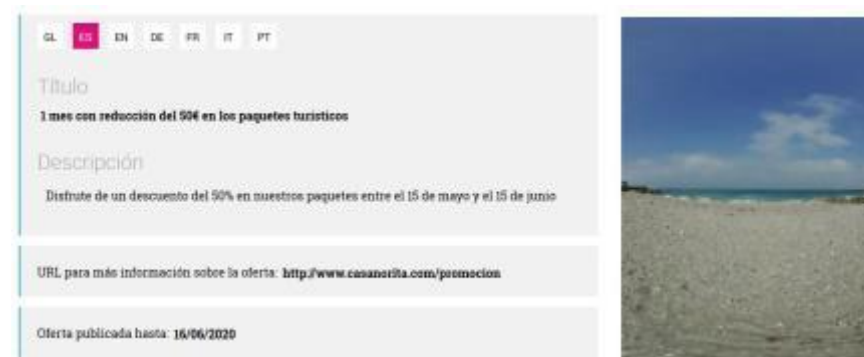 GL ES EN DE FR IT PT
Título
1 mes con reducción del 50€ en los paquetes turísticos
Descripción
Disfrute de un descuento del 50% en nuestros paquetes entre el 15 de mayo y el 15 de junio
URL para más información sobre la oferta: http://www.casanorita.com/promocion
Oferta publicada hasta: 16/06/2020